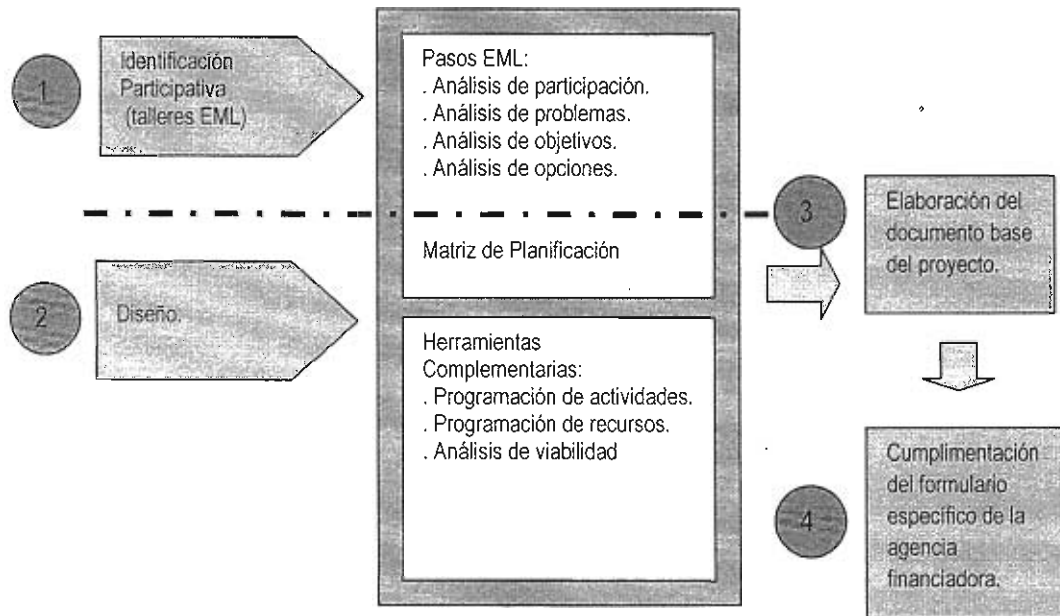 1
Identificación
Participativa
(talleres EML)
Pasos EML:
. Análisis de participación.
. Análisis de problemas.
. Análisis de objetivos.
. Análisis de opciones.
Matriz de Planificación
2
Diseño.
Herramientas
Complementarias:
. Programación de actividades.
. Programación de recursos.
. Análisis de viabilidad
3
Elaboración del
documento base
del proyecto.
4
Cumplimentación
del formulario
específico de la
agencia
financiadora.